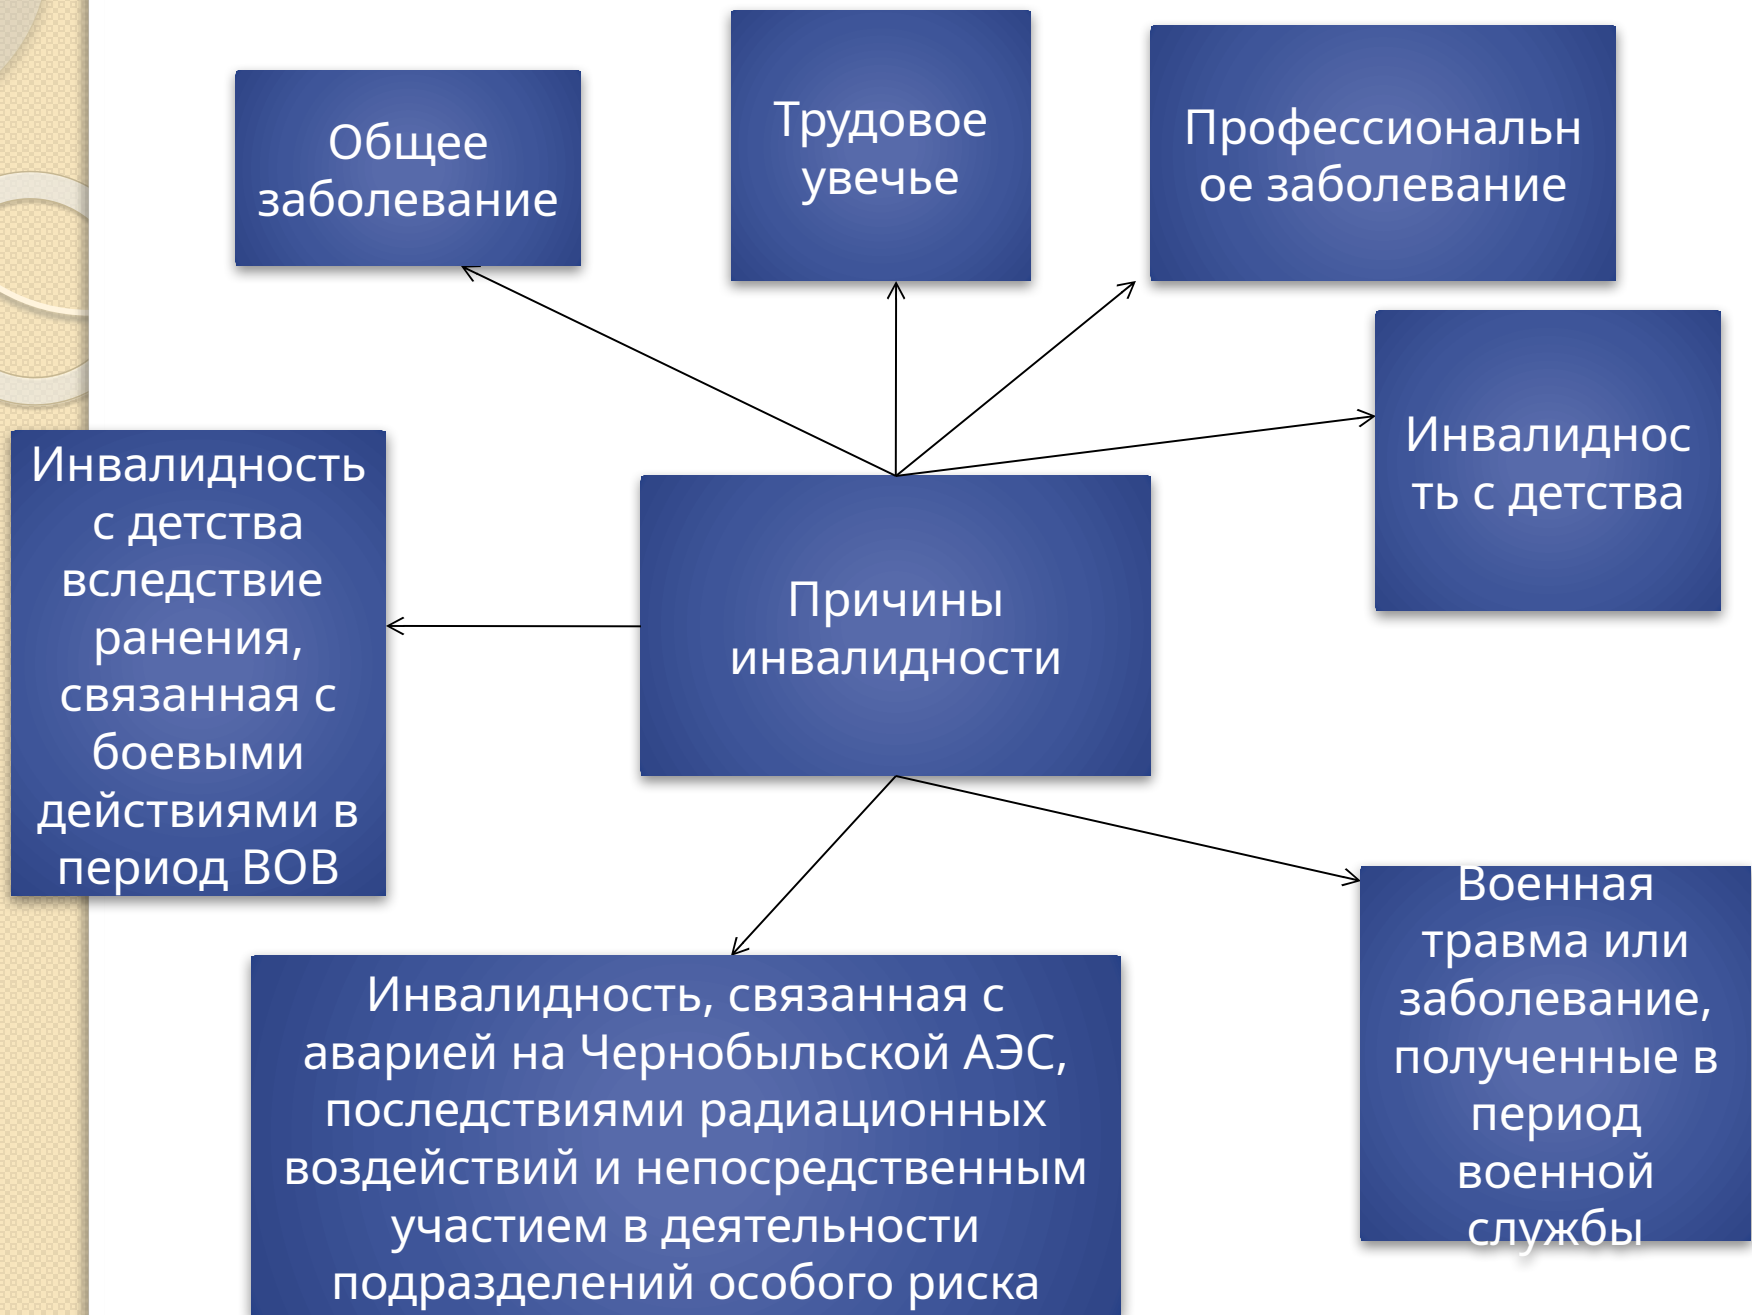 Общее
заболевание
Трудовое
увечье
Профессиональн
ое заболевание
Инвалиднос
ть с детства
Инвалидность
с детства
вследствие
ранения,
связанная с
боевыми
действиями в
период ВОВ
Причины
инвалидности
Военная
травма или
заболевание,
полученные в
период
военной
службы
Инвалидность, связанная с
аварией на Чернобыльской АЭС,
последствиями радиационных
воздействий и непосредственным
участием в деятельности
подразделений особого риска